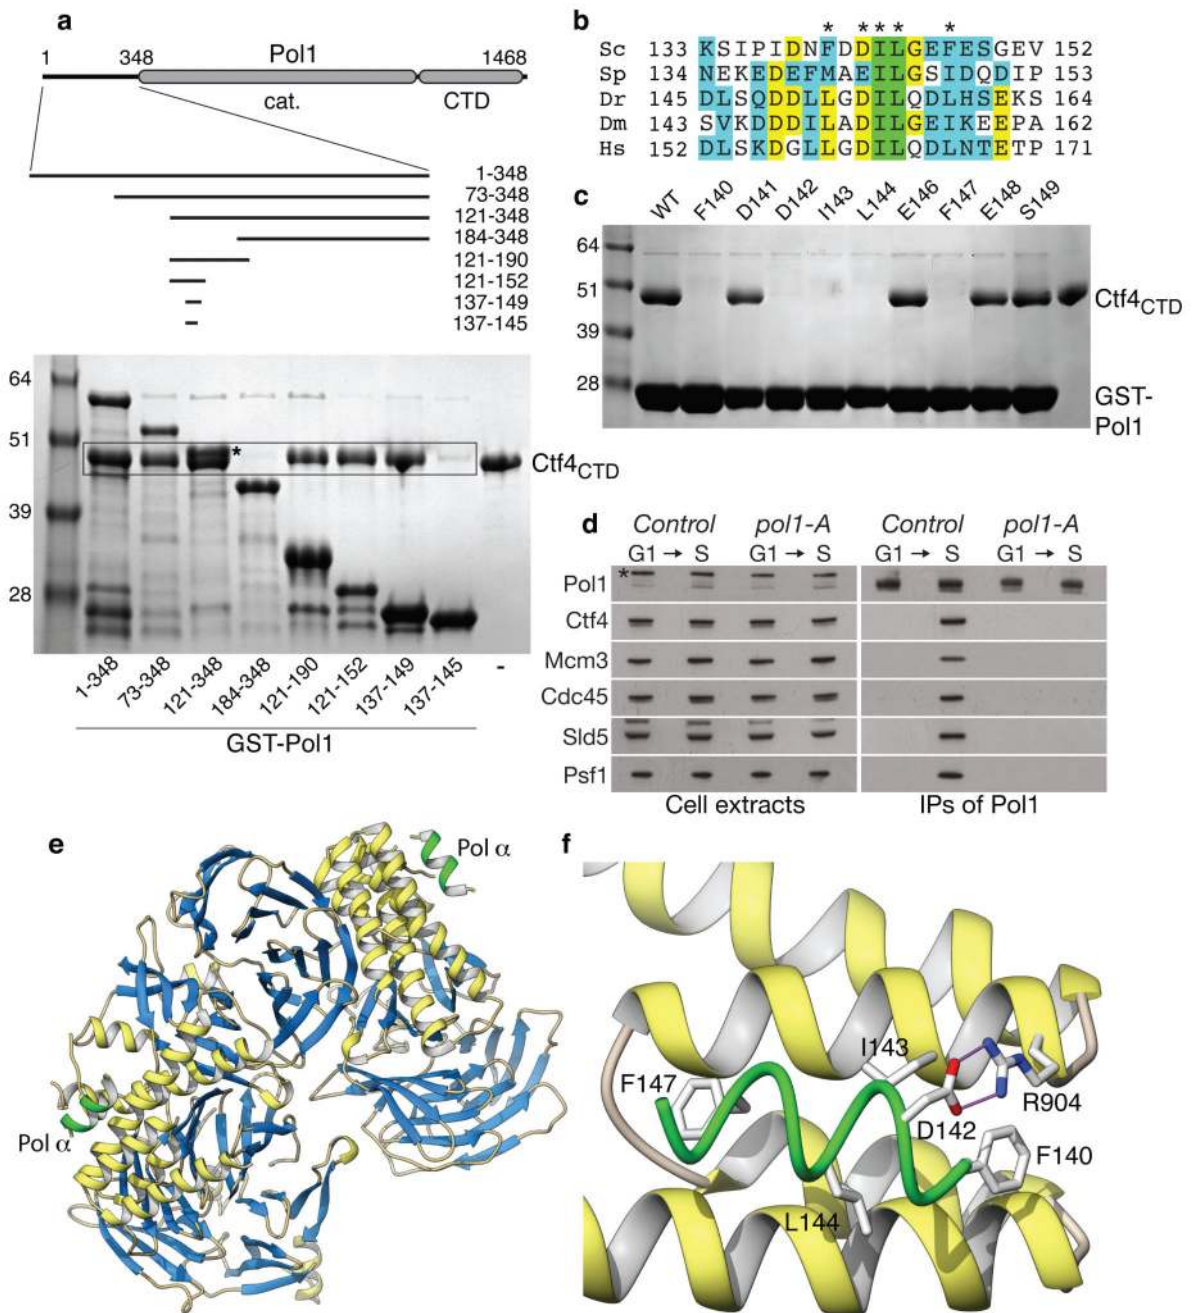 a
Pol1
1 348 1468
cat. CTD
1-348
73-348
121-348
184-348
121-190
121-152
137-149
137-145
64
51
39
28
*
Ctf4CTD
1-348 73-348 121-348 184-348 121-190 121-152 137-149 137-145 -
GST-Pol1
b
* * * * *
Sc 133 KSIPIDNFDDILGEFESGEV 152
Sp 134 NEKEDEFMAEILGSIDQDIP 153
Dr 145 DLSQDDLLGDILQDLHSEKS 164
Dm 143 SVKDDDILADILGEIKEEPA 162
Hs 152 DLSKDGLLGDILQDLNTETP 171
c
WT F140 D141 D142 I143 L144 E146 F147 E148 S149
64
51
39
28
Ctf4CTD
GST-
Pol1
d
Control pol1-A Control pol1-A
G1 → S G1 → S G1 → S G1 → S
Pol1 *
Ctf4
Mcm3
Cdc45
Sld5
Psf1
Cell extracts IPs of Pol1
e
Pol α
Pol α
f
I143
F147
R904
D142
F140
L144